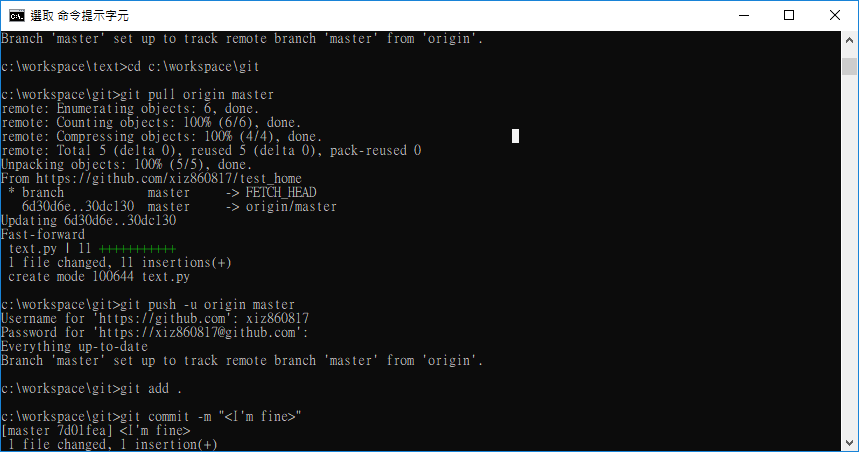 選取 命令提示字元
Branch 'master' set up to track remote branch 'master' from 'origin'.
c:\workspace\text>cd c:\workspace\git
c:\workspace\git>git pull origin master
remote: Enumerating objects: 6, done.
remote: Counting objects: 100% (6/6), done.
remote: Compressing objects: 100% (4/4), done.
remote: Total 5 (delta 0), reused 5 (delta 0), pack-reused 0
Unpacking objects: 100% (5/5), done.
From https://github.com/xiz860817/test_home
 * branch            master     -> FETCH_HEAD
   6d30d6e..30dc130  master     -> origin/master
Updating 6d30d6e..30dc130
Fast-forward
 text.py | 11 +++++++++++
 1 file changed, 11 insertions(+)
 create mode 100644 text.py
c:\workspace\git>git push -u origin master
Username for 'https://github.com': xiz860817
Password for 'https://xiz860817@github.com':
Everything up-to-date
Branch 'master' set up to track remote branch 'master' from 'origin'.
c:\workspace\git>git add .
c:\workspace\git>git commit -m "<I'm fine>"
[master 7d01fea] <I'm fine>
 1 file changed, 1 insertion(+)